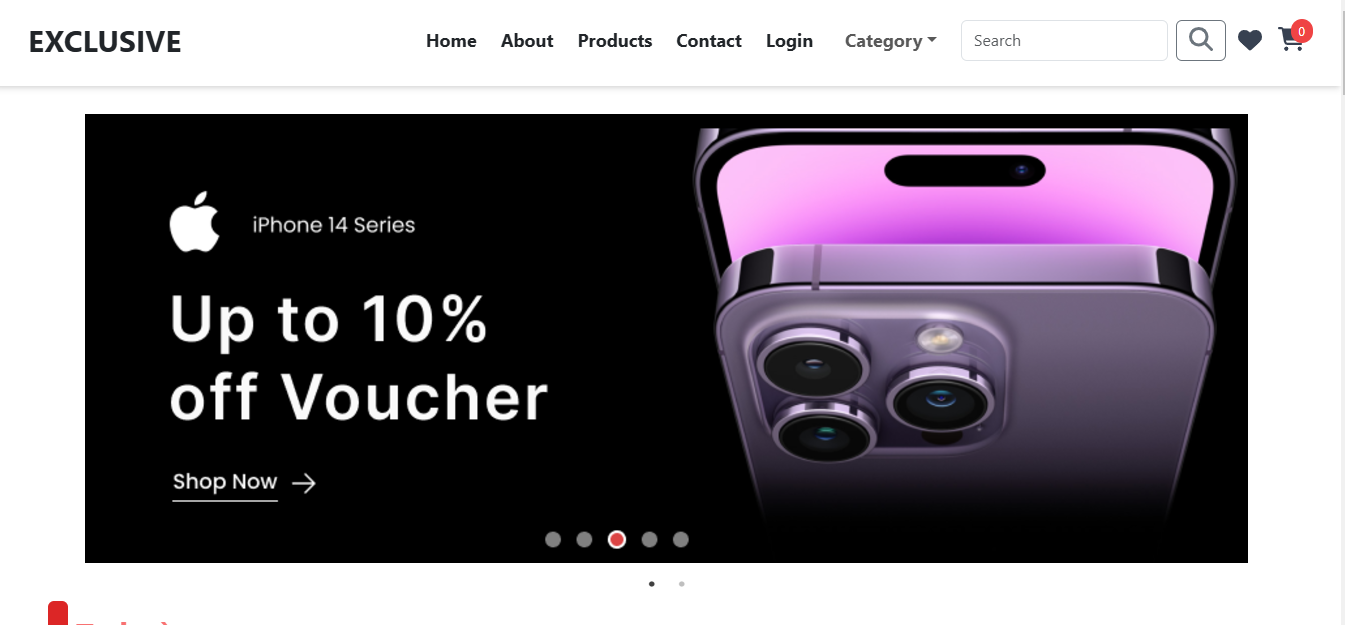 EXCLUSIVE
Home About Products Contact Login Category Search 0
iPhone 14 Series
Up to 10%
off Voucher
Shop Now